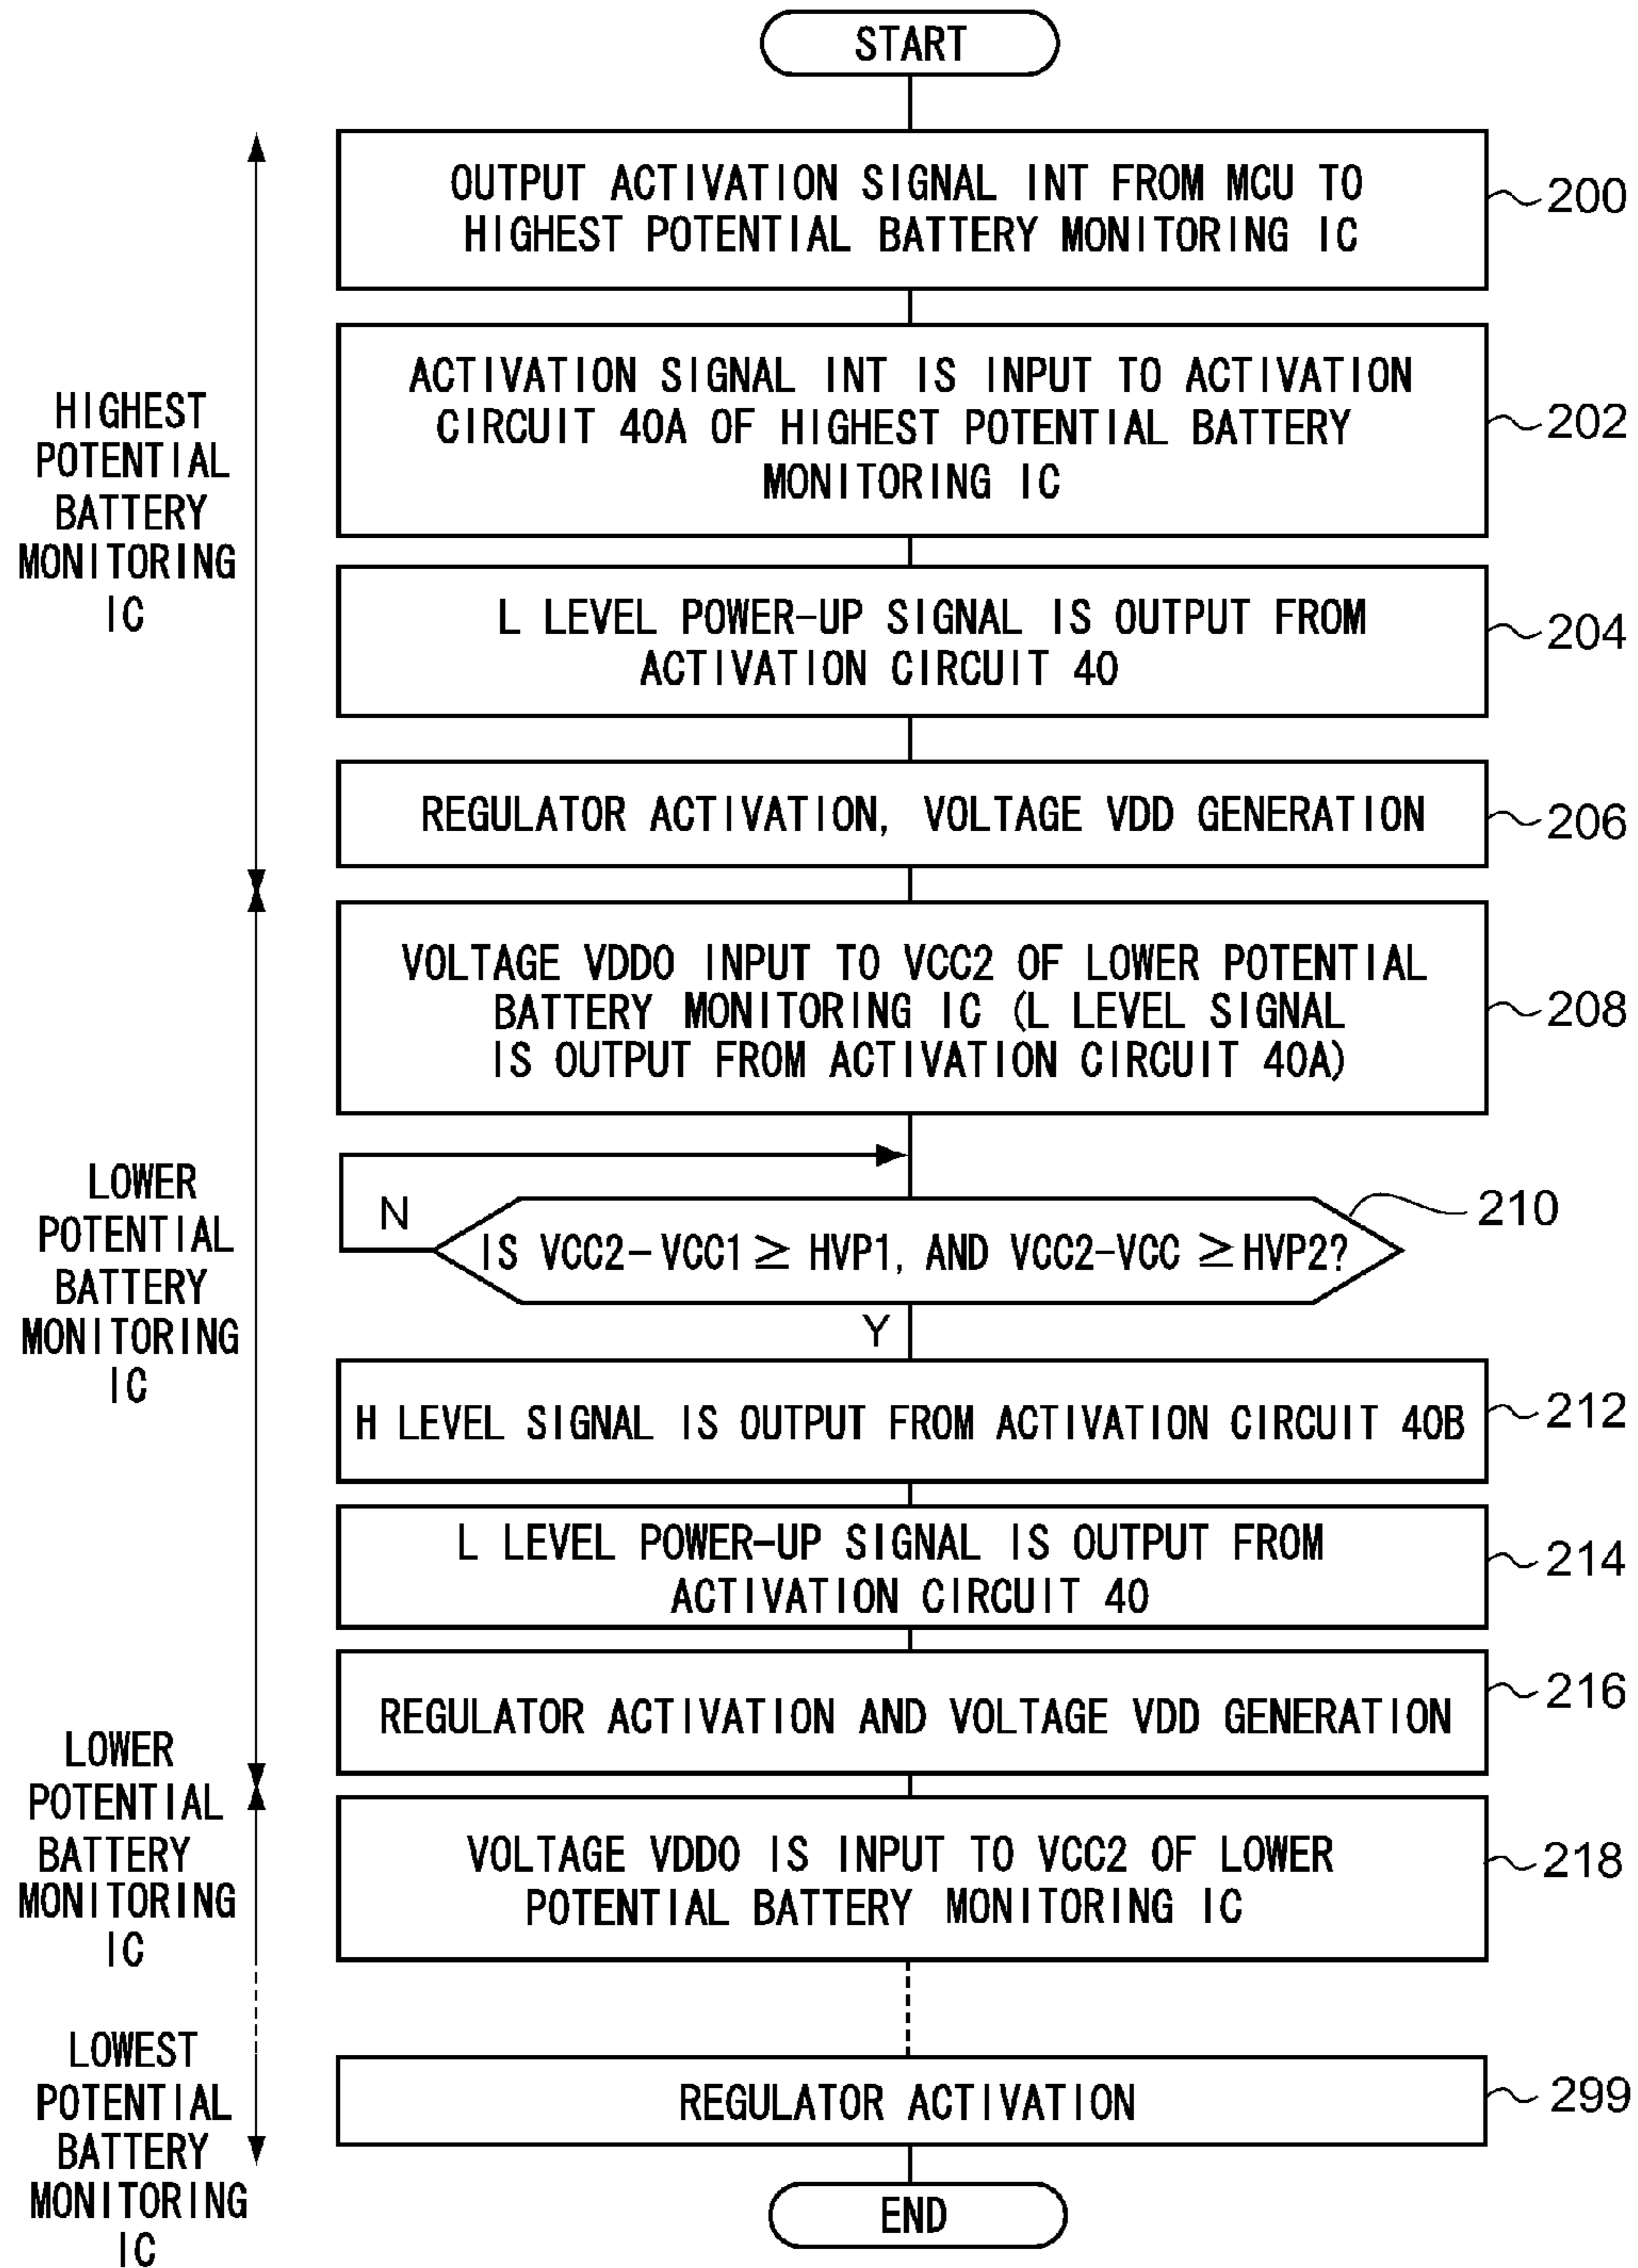 START
OUTPUT ACTIVATION SIGNAL INT FROM MCU TO
HIGHEST POTENTIAL BATTERY MONITORING IC
200
ACTIVATION SIGNAL INT IS INPUT TO ACTIVATION
CIRCUIT 40A OF HIGHEST POTENTIAL BATTERY
MONITORING IC
202
HIGHEST
POTENTIAL
BATTERY
MONITORING
IC
L LEVEL POWER-UP SIGNAL IS OUTPUT FROM
ACTIVATION CIRCUIT 40
204
REGULATOR ACTIVATION, VOLTAGE VDD GENERATION
206
VOLTAGE VDD0 INPUT TO VCC2 OF LOWER POTENTIAL
BATTERY MONITORING IC (L LEVEL SIGNAL
IS OUTPUT FROM ACTIVATION CIRCUIT 40A)
208
LOWER
POTENTIAL
BATTERY
MONITORING
IC
N
IS VCC2-VCC1 ≧ HVP1, AND VCC2-VCC ≧ HVP2?
210
Y
H LEVEL SIGNAL IS OUTPUT FROM ACTIVATION CIRCUIT 40B
212
L LEVEL POWER-UP SIGNAL IS OUTPUT FROM
ACTIVATION CIRCUIT 40
214
REGULATOR ACTIVATION AND VOLTAGE VDD GENERATION
216
LOWER
POTENTIAL
BATTERY
MONITORING
IC
VOLTAGE VDD0 IS INPUT TO VCC2 OF LOWER
POTENTIAL BATTERY MONITORING IC
218
LOWEST
POTENTIAL
BATTERY
MONITORING
IC
REGULATOR ACTIVATION
299
END